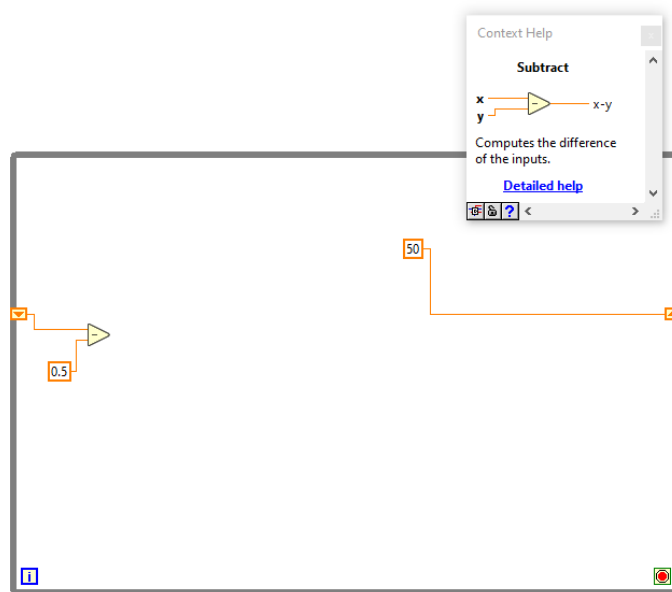 Context Help
x
Subtract
x
y
x-y
Computes the difference
of the inputs.
Detailed help
?
50
0.5
i